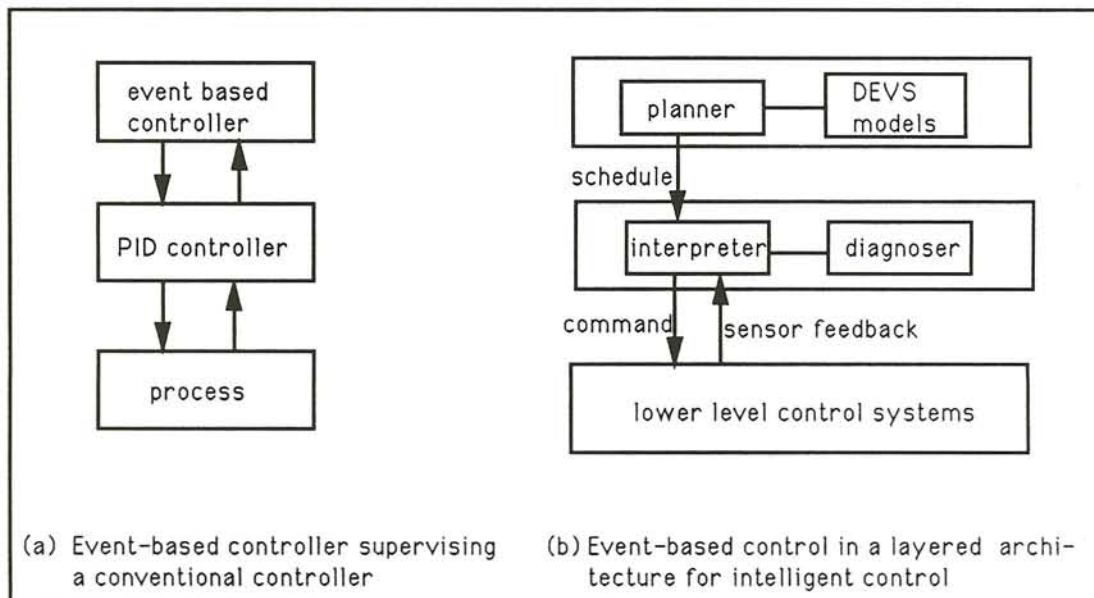 event based
controller
PID controller
process
(a) Event-based controller supervising
a conventional controller
planner
DEVS
models
schedule
interpreter
diagnoser
command
sensor feedback
lower level control systems
(b) Event-based control in a layered archi-
tecture for intelligent control